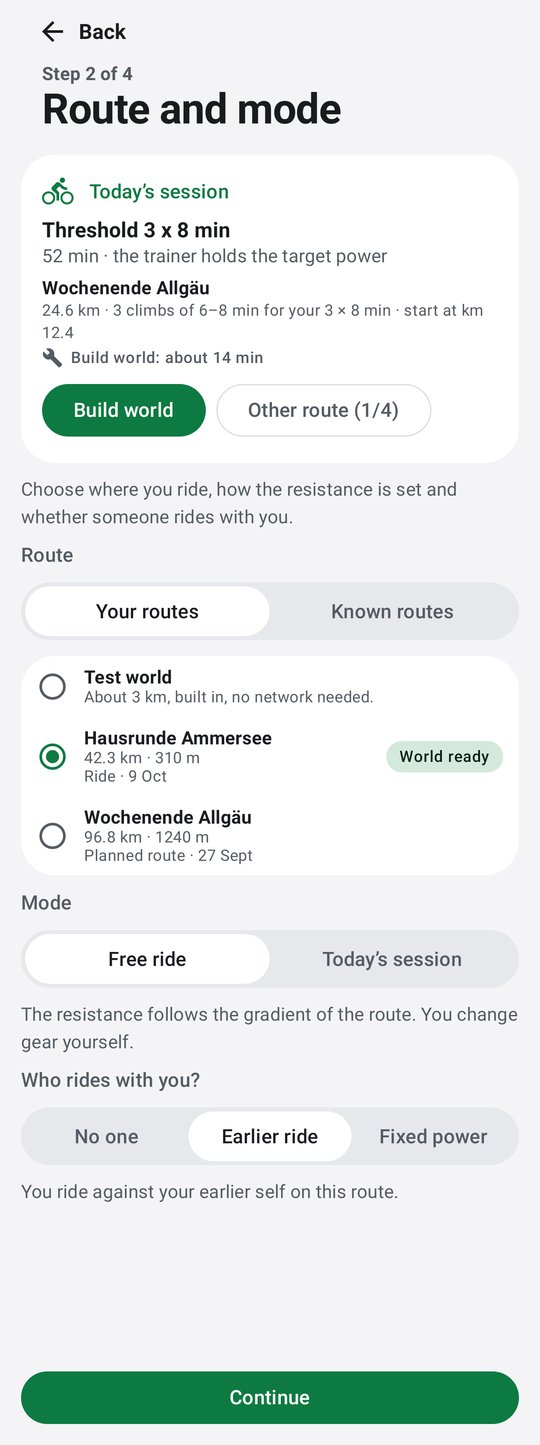 Back
Step 2 of 4
Route and mode
Today’s session
Threshold 3 x 8 min
52 min · the trainer holds the target power
Wochenende Allgäu
24.6 km · 3 climbs of 6–8 min for your 3 × 8 min · start at km
12.4
Build world: about 14 min
Build world
Other route (1/4)
Choose where you ride, how the resistance is set and
whether someone rides with you.
Route
Your routes
Known routes
Test world
About 3 km, built in, no network needed.
Hausrunde Ammersee
42.3 km · 310 m
Ride · 9 Oct
World ready
Wochenende Allgäu
96.8 km · 1240 m
Planned route · 27 Sept
Mode
Free ride
Today’s session
The resistance follows the gradient of the route. You change
gear yourself.
Who rides with you?
No one
Earlier ride
Fixed power
You ride against your earlier self on this route.
Continue